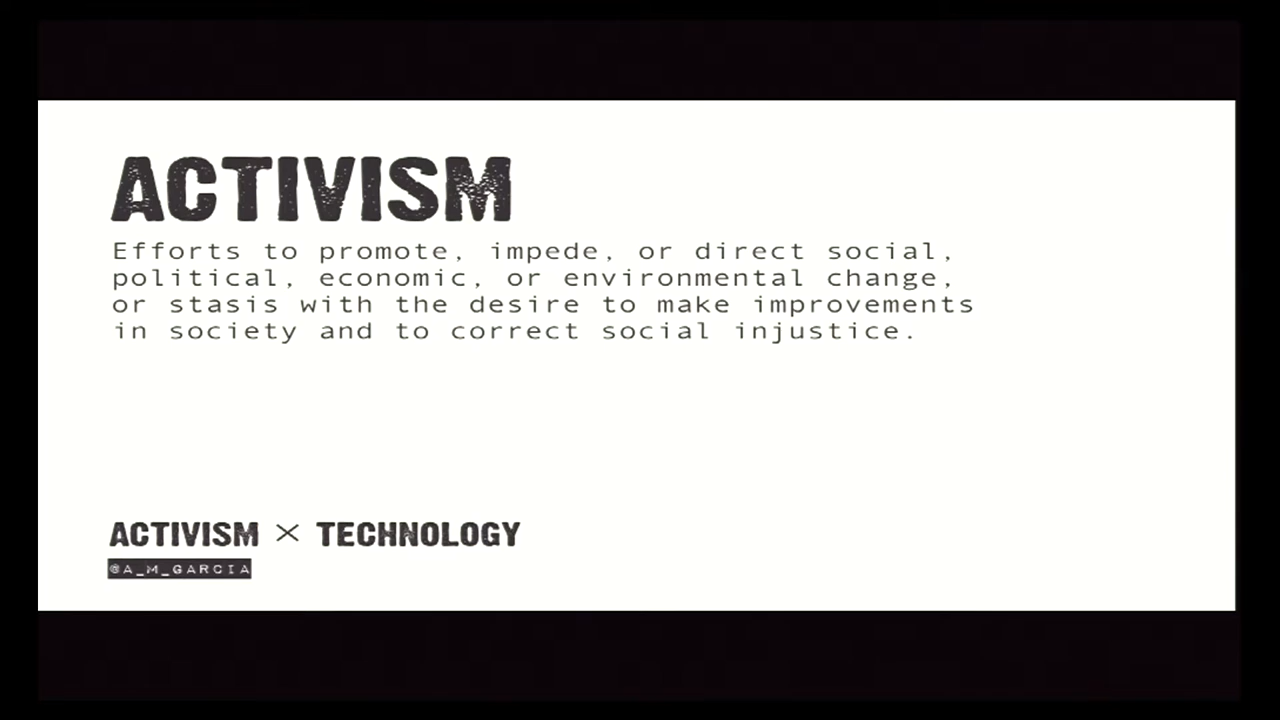 ACTIVISM
Efforts to promote, impede, or direct social,
political, economic, or environmental change,
or stasis with the desire to make improvements
in society and to correct social injustice.
ACTIVISM × TECHNOLOGY
@A_M_GARCIA